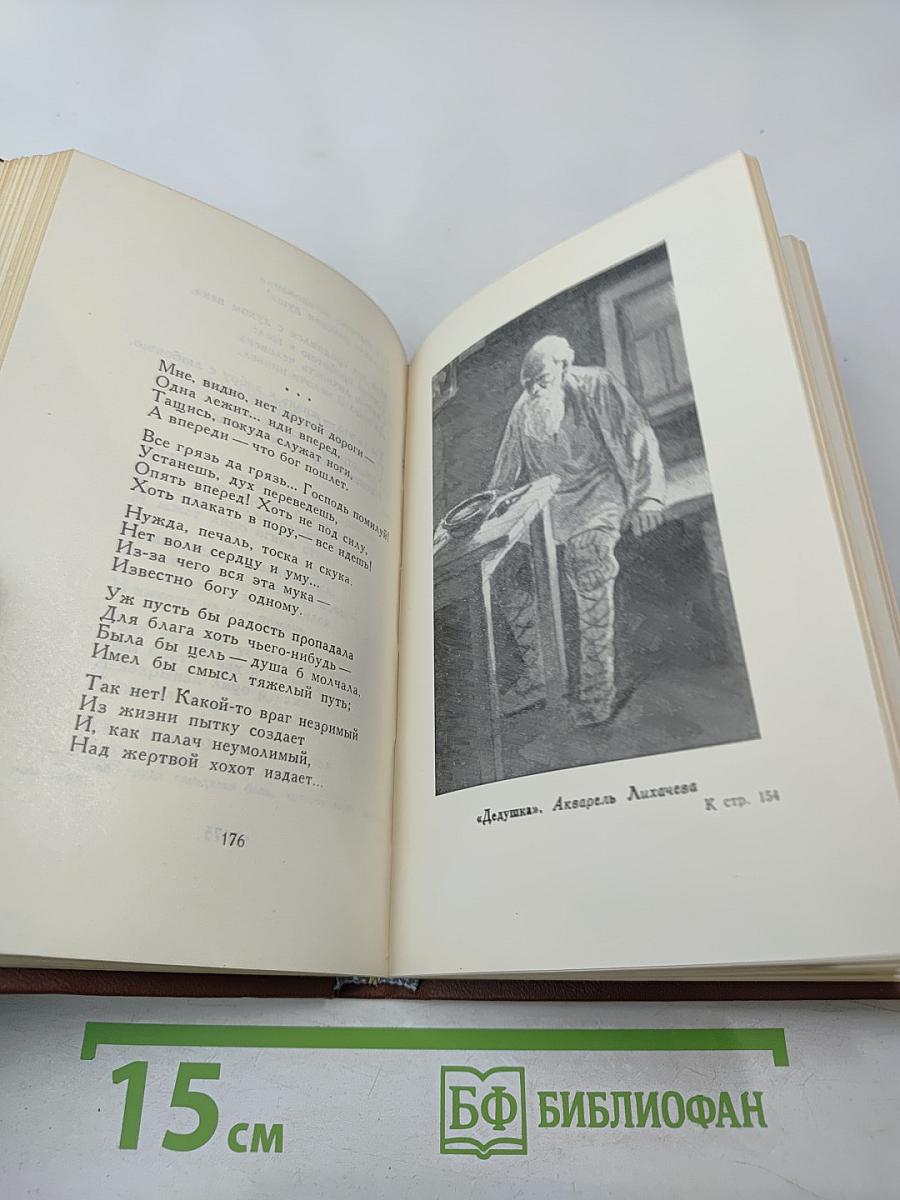 * * *
Мне, видно, нет другой дороги —
Одна лежит... иди вперед,
Тащись, покуда служат ноги,
А впереди — что бог пошлет.
Все грязь да грязь... Господь помилуй!
Устанешь, дух переведешь,
Опять вперед! Хоть не под силу,
Хоть плакать в пору,— все идешь!
Нужда, печаль, тоска и скука,
Нет воли сердцу и уму...
Из-за чего вся эта мука —
Известно богу одному.
Уж пусть бы радость пропадала
Для блага хоть чьего-нибудь —
Была бы цель — душа б молчала,
Имел бы смысл тяжелый путь;
Так нет! Какой-то враг незримый
Из жизни пытку создает
И, как палач неумолимый,
Над жертвой хохот издает...
176
«Дедушка». Акварель Лихачева
К стр. 154
15 см
БФ БИБЛИОФАН